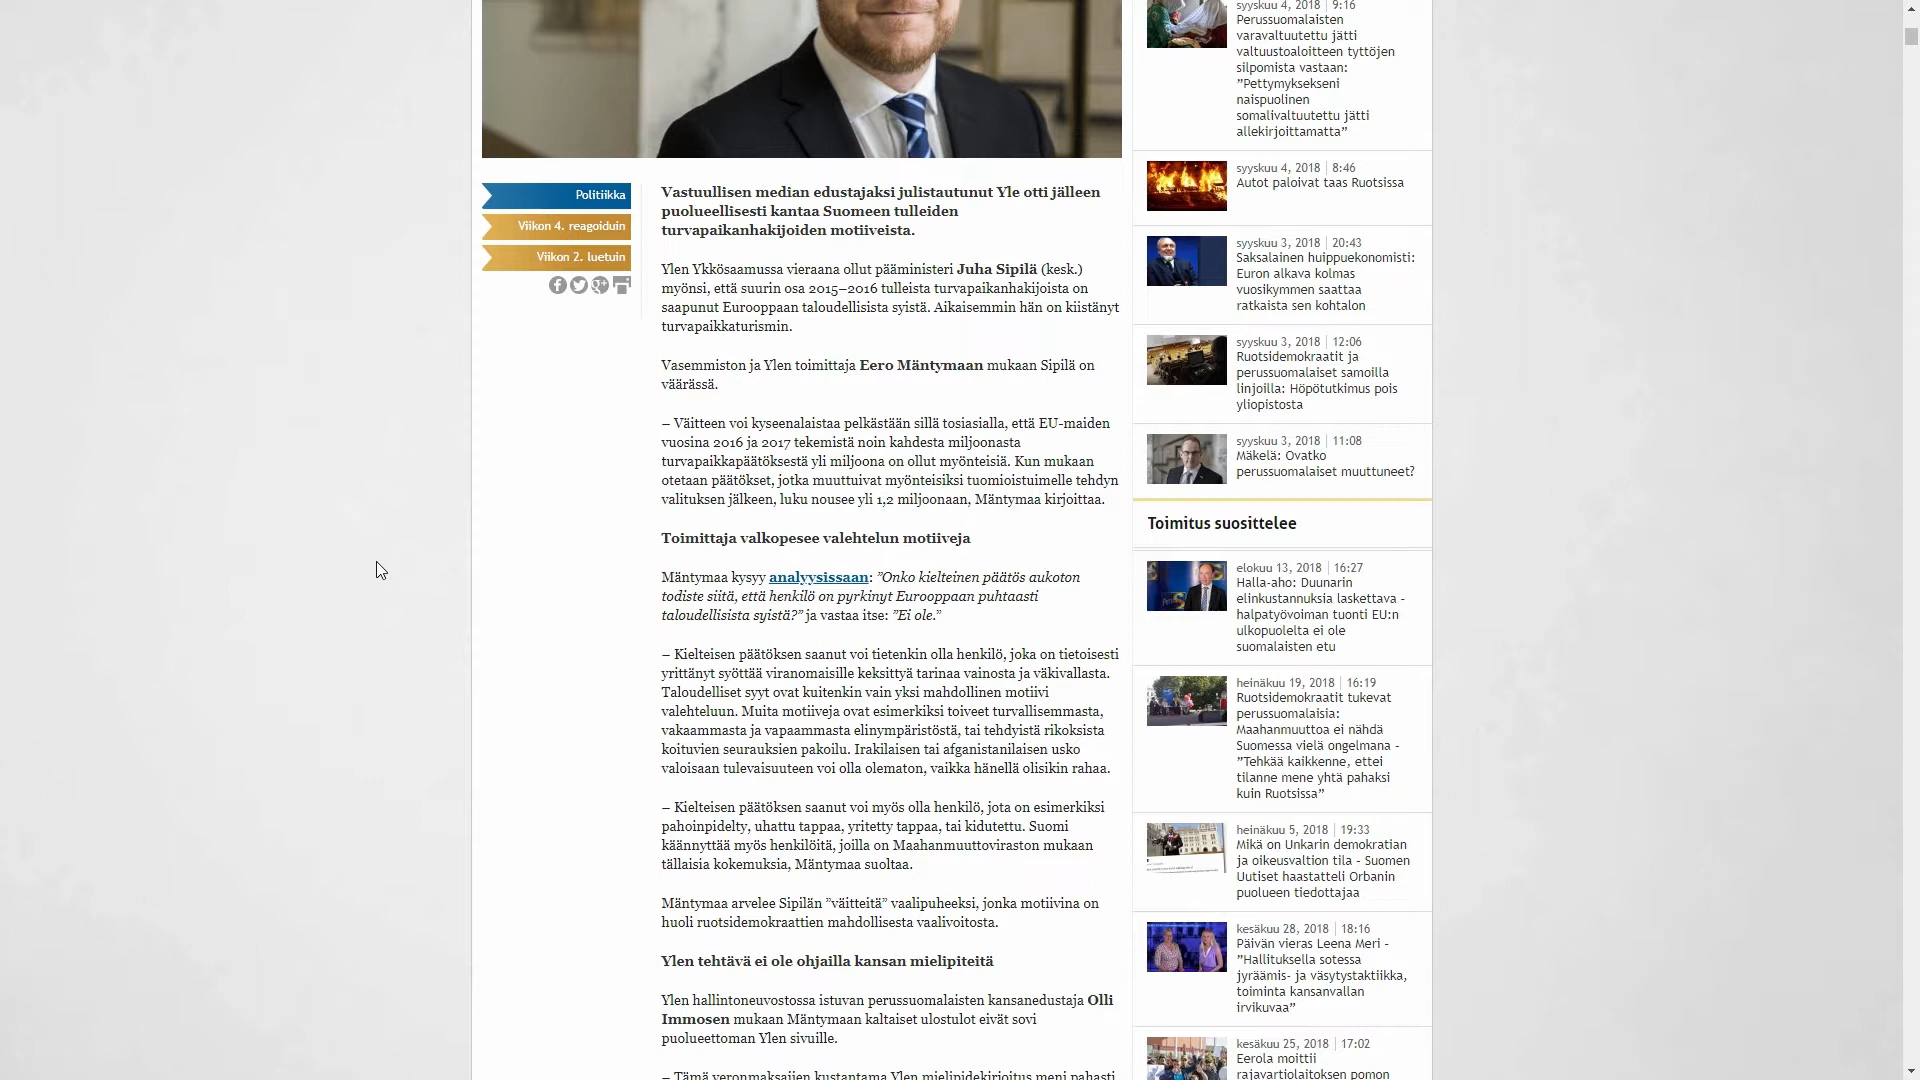 Politiikka
Viikon 4. reagoiduin
Viikon 2. luetuin
Vastuullisen median edustajaksi julistautunut Yle otti jälleen
puolueellisesti kantaa Suomeen tulleiden
turvapaikanhakijoiden motiiveista.
Ylen Ykkösaamussa vieraana ollut pääministeri Juha Sipilä (kesk.)
myönsi, että suurin osa 2015–2016 tulleista turvapaikanhakijoista on
saapunut Eurooppaan taloudellisista syistä. Aikaisemmin hän on kiistänyt
turvapaikkaturismin.
Vasemmiston ja Ylen toimittaja Eero Mäntymaan mukaan Sipilä on
väärässä.
– Väitteen voi kyseenalaistaa pelkästään sillä tosiasialla, että EU-maiden
vuosina 2016 ja 2017 tekemistä noin kahdesta miljoonasta
turvapaikkapäätöksestä yli miljoona on ollut myönteisiä. Kun mukaan
otetaan päätökset, jotka muuttuivat myönteisiksi tuomioistuimelle tehdyn
valituksen jälkeen, luku nousee yli 1,2 miljoonaan, Mäntymaa kirjoittaa.
Toimittaja valkopesee valehtelun motiiveja
Mäntymaa kysyy analyysissaan: ”Onko kielteinen päätös aukoton
todiste siitä, että henkilö on pyrkinyt Eurooppaan puhtaasti
taloudellisista syistä?” ja vastaa itse: ”Ei ole.”
– Kielteisen päätöksen saanut voi tietenkin olla henkilö, joka on tietoisesti
yrittänyt syöttää viranomaisille keksittyä tarinaa vainosta ja väkivallasta.
Taloudelliset syyt ovat kuitenkin vain yksi mahdollinen motiivi
valehteluun. Muita motiiveja ovat esimerkiksi toiveet turvallisemmasta,
vakaammasta ja vapaammasta elinympäristöstä, tai tehdyistä rikoksista
koituvien seurauksien pakoilu. Irakilaisen tai afganistanilaisen usko
valoisaan tulevaisuuteen voi olla olematon, vaikka hänellä olisikin rahaa.
– Kielteisen päätöksen saanut voi myös olla henkilö, jota on esimerkiksi
pahoinpidelty, uhattu tappaa, yritetty tappaa, tai kidutettu. Suomi
käännyttää myös henkilöitä, joilla on Maahanmuuttoviraston mukaan
tällaisia kokemuksia, Mäntymaa suoltaa.
Mäntymaa arvelee Sipilän ”väitteitä” vaalipuheeksi, jonka motiivina on
huoli ruotsidemokraattien mahdollisesta vaalivoitosta.
Ylen tehtävä ei ole ohjailla kansan mielipiteitä
Ylen hallintoneuvostossa istuvan perussuomalaisten kansanedustaja Olli
Immosen mukaan Mäntymaan kaltaiset ulostulot eivät sovi
puolueettoman Ylen sivuille.
– Tämä veronmaksajien kustantama Ylen mielipidekirjoitus meni pahasti
syyskuu 4, 2018 | 9:16
Perussuomalaisten
varavaltuutettu jätti
valtuustoaloitteen tyttöjen
silpomista vastaan:
”Pettymyksekseni
naispuolinen
somalivaltuutettu jätti
allekirjoittamatta”
syyskuu 4, 2018 | 8:46
Autot paloivat taas Ruotsissa
syyskuu 3, 2018 | 20:43
Saksalainen huippuekonomisti:
Euron alkava kolmas
vuosikymmen saattaa
ratkaista sen kohtalon
syyskuu 3, 2018 | 12:06
Ruotsidemokraatit ja
perussuomalaiset samoilla
linjoilla: Höpötutkimus pois
yliopistosta
syyskuu 3, 2018 | 11:08
Mäkelä: Ovatko
perussuomalaiset muuttuneet?
Toimitus suosittelee
elokuu 13, 2018 | 16:27
Halla-aho: Duunarin
elinkustannuksia laskettava -
halpatyövoiman tuonti EU:n
ulkopuolelta ei ole
suomalaisten etu
heinäkuu 19, 2018 | 16:19
Ruotsidemokraatit tukevat
perussuomalaisia:
Maahanmuuttoa ei nähdä
Suomessa vielä ongelmana -
”Tehkää kaikkenne, ettei
tilanne mene yhtä pahaksi
kuin Ruotsissa”
heinäkuu 5, 2018 | 19:33
Mikä on Unkarin demokratian
ja oikeusvaltion tila - Suomen
Uutiset haastatteli Orbanin
puolueen tiedottajaa
kesäkuu 28, 2018 | 18:16
Päivän vieras Leena Meri -
”Hallituksella sotessa
jyräämis- ja väsytystaktiikka,
toiminta kansanvallan
irvikuvaa”
kesäkuu 25, 2018 | 17:02
Eerola moittii
rajavartiolaitoksen pomon